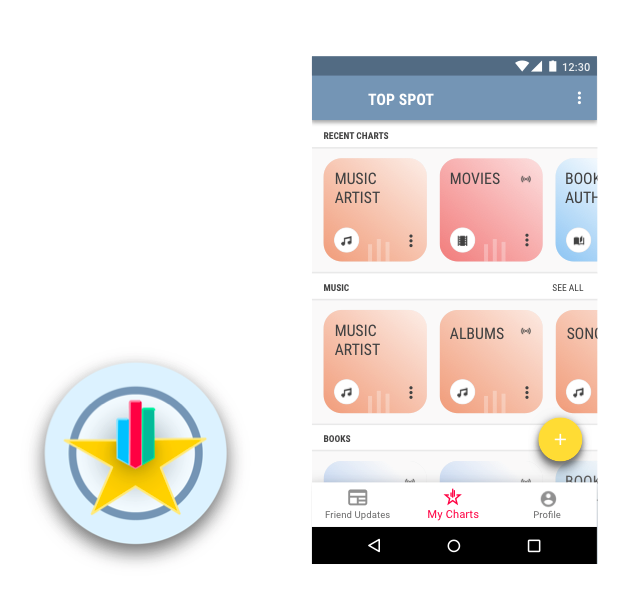 12:30
TOP SPOT
RECENT CHARTS
MUSIC
ARTIST
MOVIES
BOOK
AUTH
MUSIC
SEE ALL
MUSIC
ARTIST
ALBUMS
SONG
BOOKS
BOOK
Friend Updates
My Charts
Profile